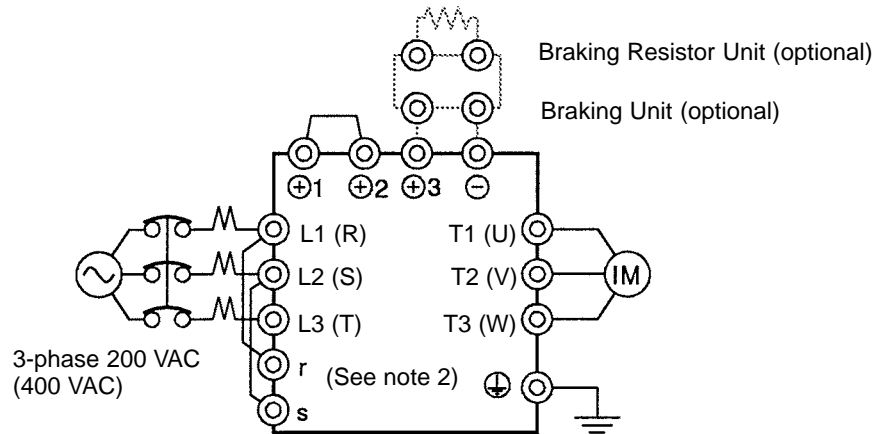 Braking Resistor Unit (optional)
Braking Unit (optional)
⊕1 ⊕2 ⊕3 ⊖
L1 (R) T1 (U)
L2 (S) T2 (V) IM
L3 (T) T3 (W)
3-phase 200 VAC
(400 VAC)
r (See note 2)
s